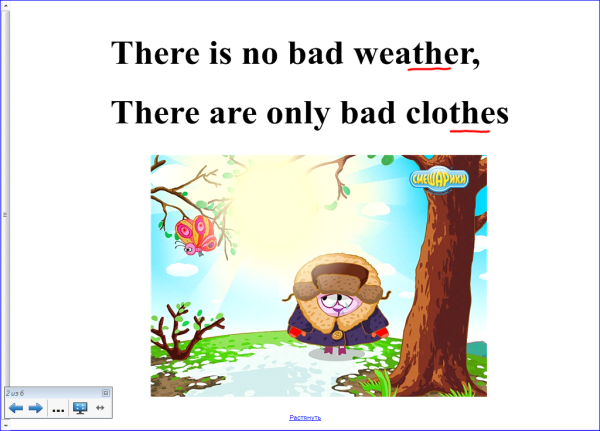 There is no bad weather,
There are only bad clothes
СМЕШАРИКИ
2 из 6
Растянуть